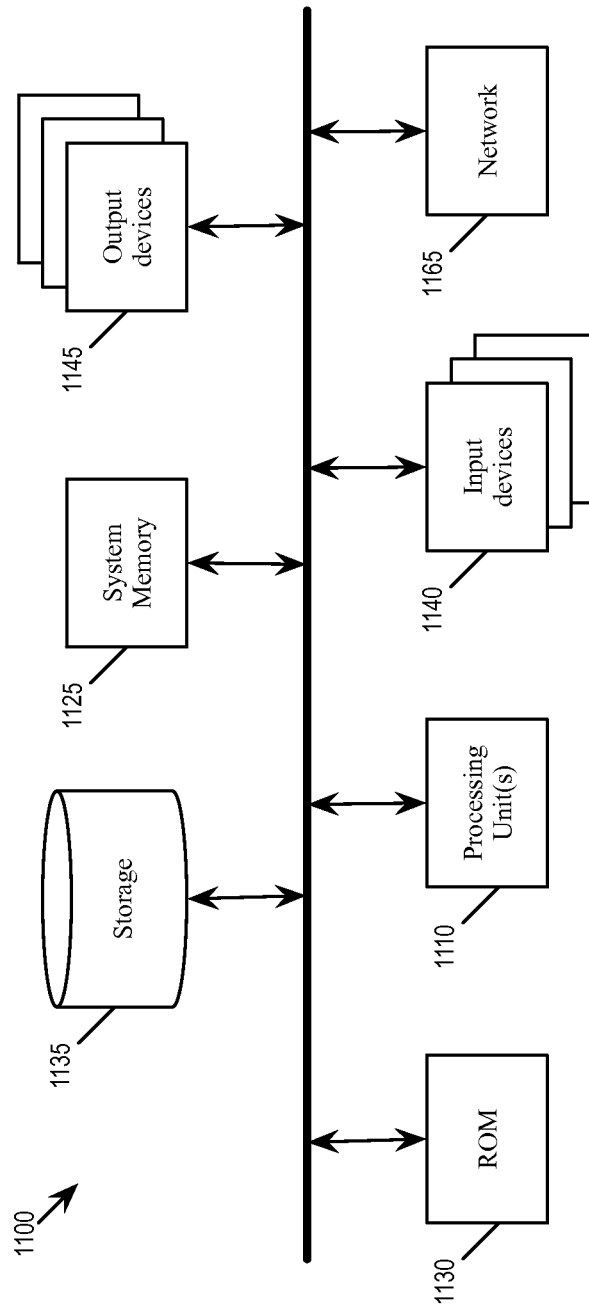 1100
1135
Storage
1125
System
Memory
1145
Output
devices
1130
ROM
1110
Processing
Unit(s)
1140
Input
devices
1165
Network